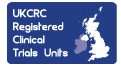 UKCRC
Registered
Clinical
Trials Units